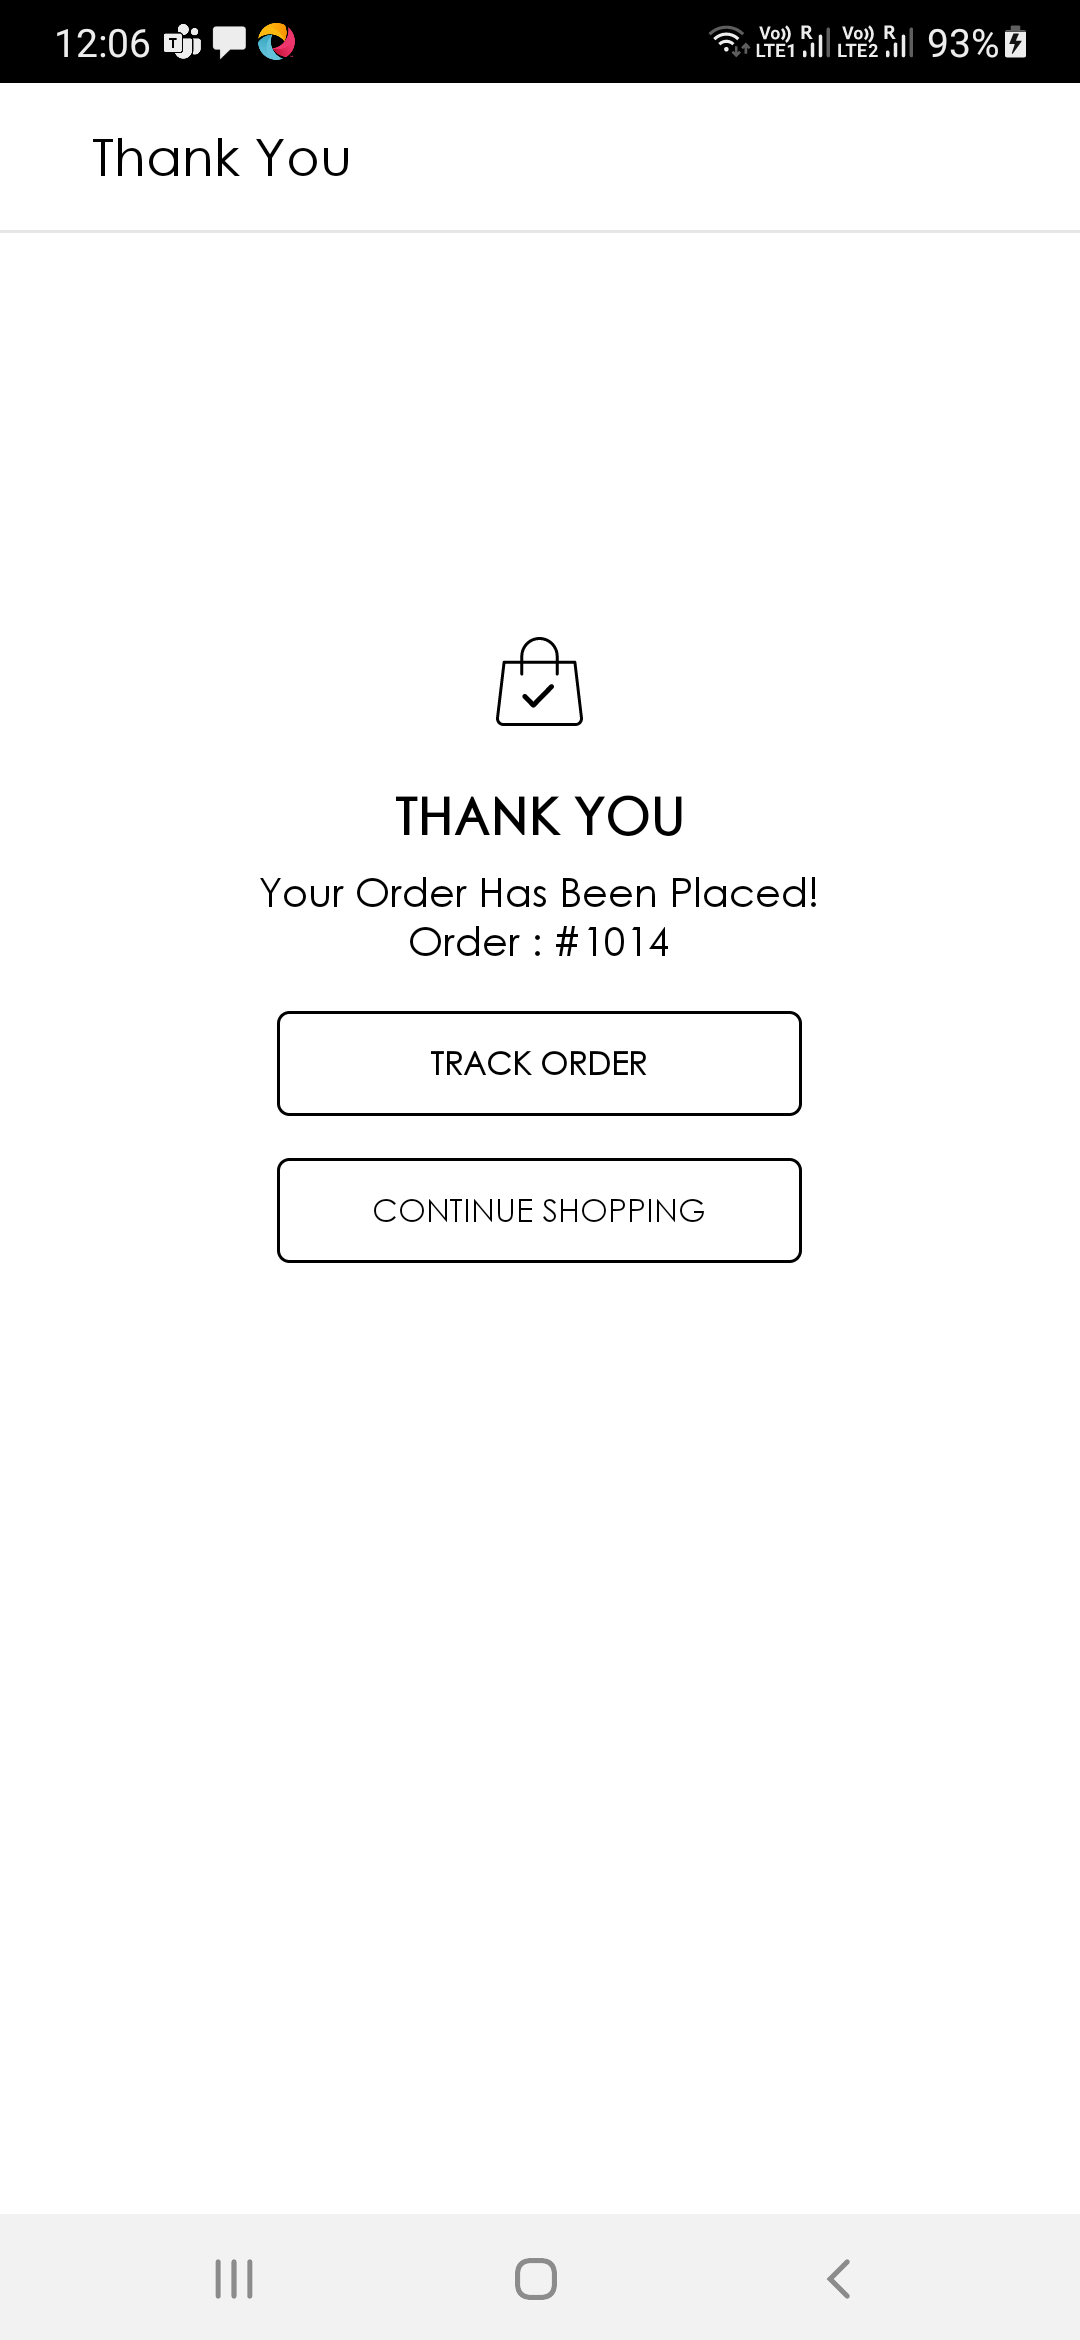 12:06
Vo)) R Vo)) R
LTE1 LTE2
93%
Thank You
THANK YOU
Your Order Has Been Placed!
Order : #1014
TRACK ORDER
CONTINUE SHOPPING